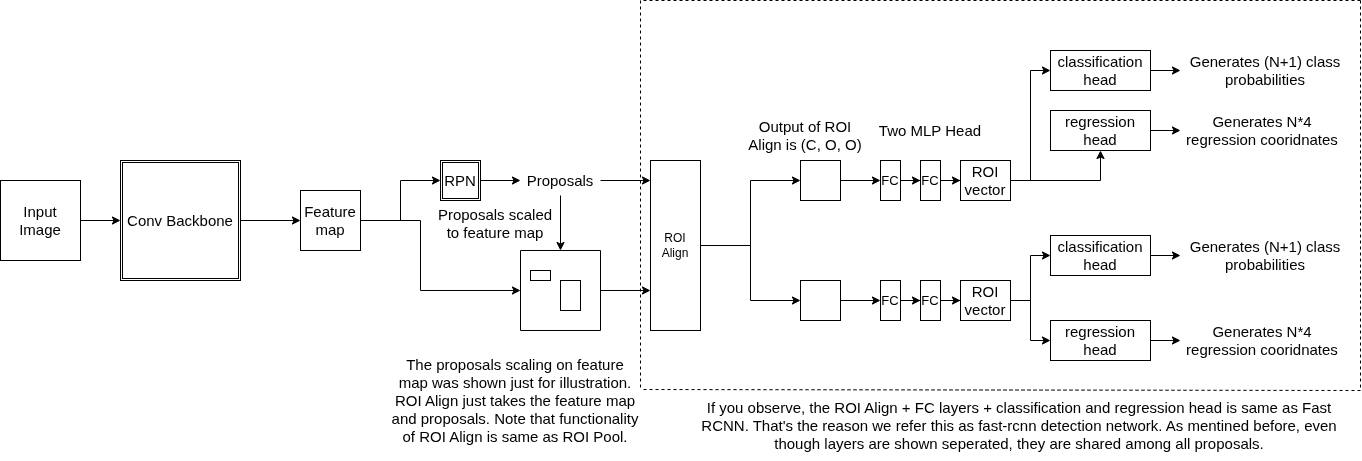 Input
Image
Conv Backbone
Feature
map
RPN
Proposals
Proposals scaled
to feature map
The proposals scaling on feature
map was shown just for illustration.
ROI Align just takes the feature map
and proposals. Note that functionality
of ROI Align is same as ROI Pool.
ROI
Align
Output of ROI
Align is (C, O, O)
Two MLP Head
FC
FC
ROI
vector
classification
head
Generates (N+1) class
probabilities
regression
head
Generates N*4
regression cooridnates
FC
FC
ROI
vector
classification
head
Generates (N+1) class
probabilities
regression
head
Generates N*4
regression cooridnates
If you observe, the ROI Align + FC layers + classification and regression head is same as Fast
RCNN. That's the reason we refer this as fast-rcnn detection network. As mentined before, even
though layers are shown seperated, they are shared among all proposals.